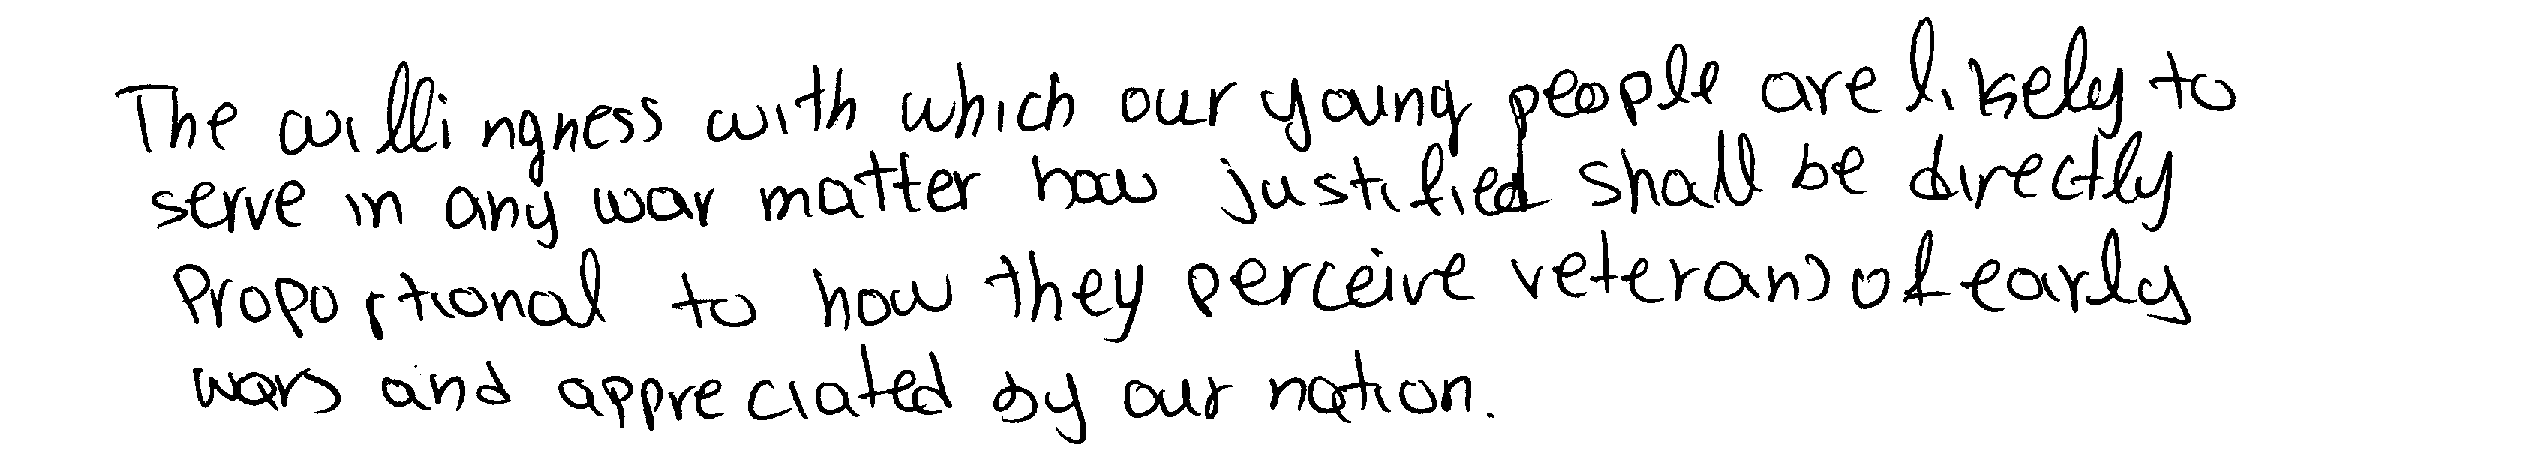 The willingness with which our young people are likely to
serve in any war matter how justified shall be directly
Proportional to how they perceive veterans of early
wars and appreciated by our nation.